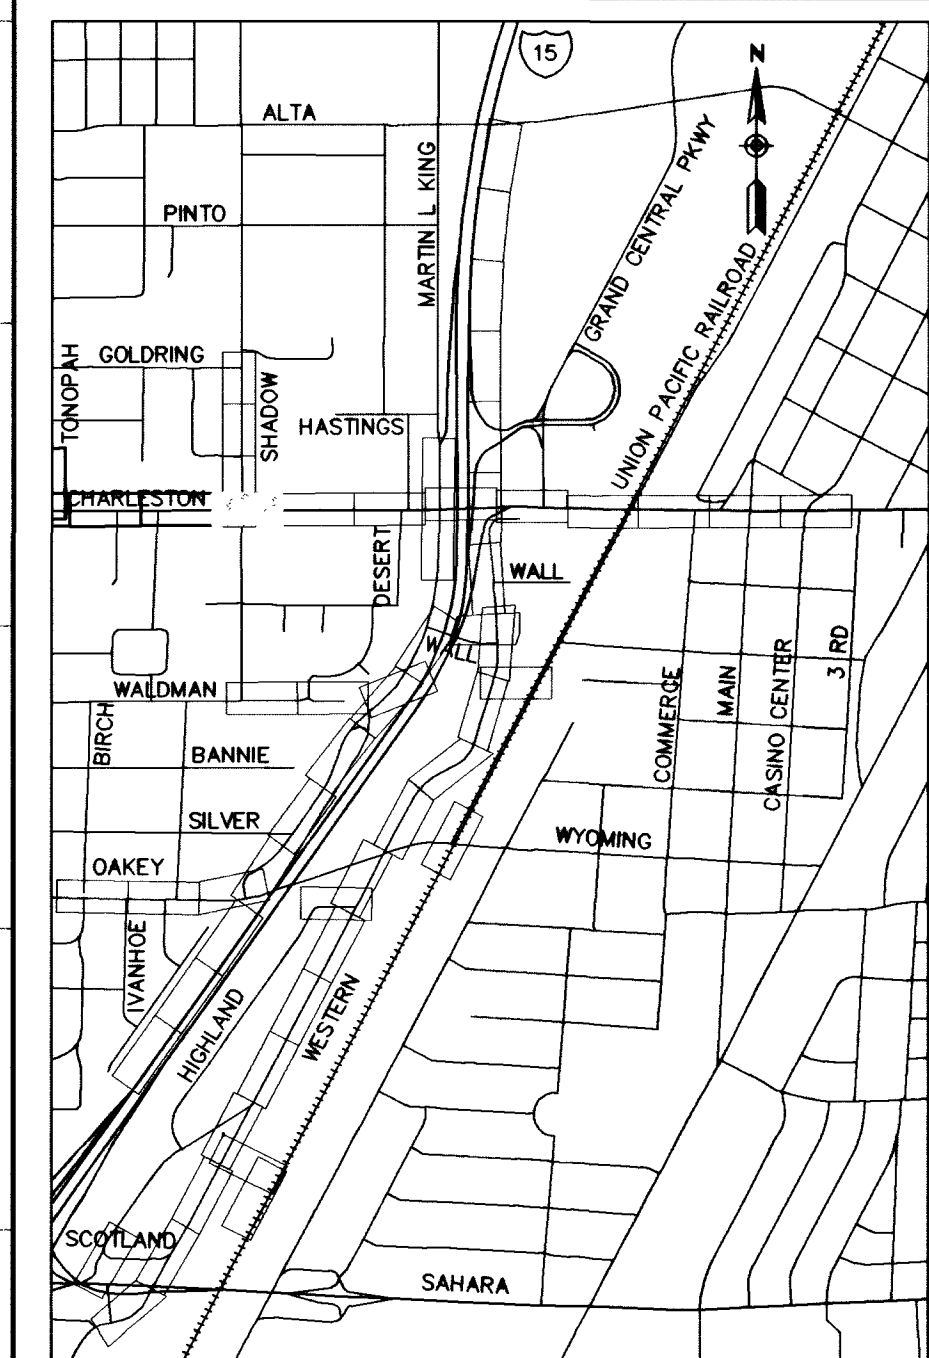 15
N
ALTA
MARTIN L KING
GRAND CENTRAL PKWY
PINTO
UNION PACIFIC RAILROAD
TONOPAH
GOLDRING
SHADOW
HASTINGS
CHARLESTON
DESERT
WALL
WALL
WALDMAN
BIRCH
COMMERCE
MAIN
CASINO CENTER
3 RD
BANNIE
SILVER
WYOMING
OAKEY
IVANHOE
HIGHLAND
WESTERN
SCOTLAND
SAHARA